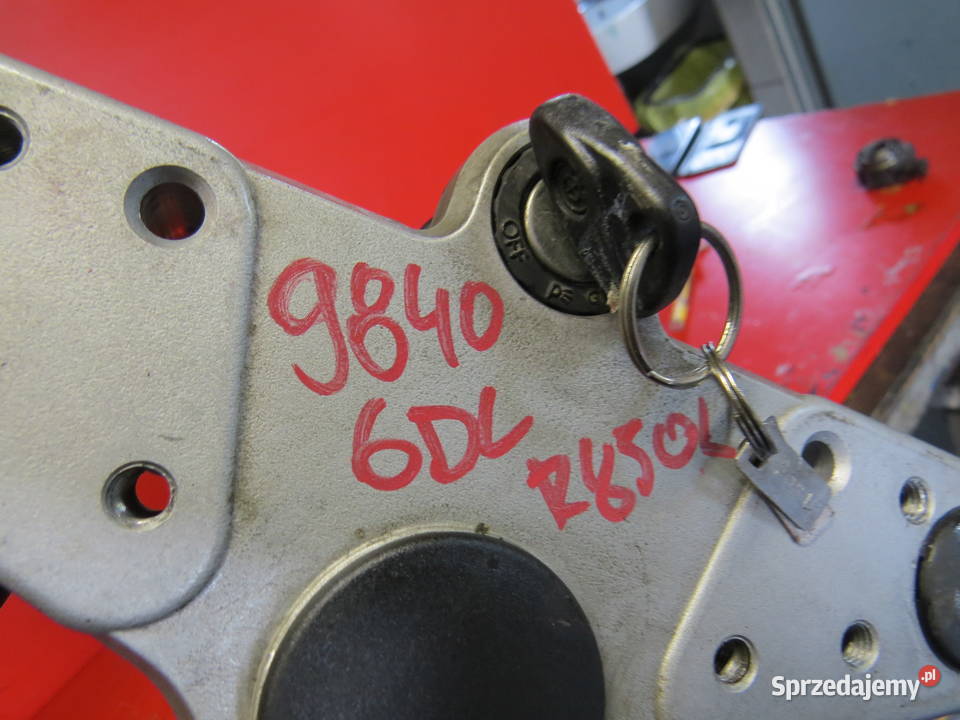 OFF
9840
6DL
R850L
Sprzedajemy.pl